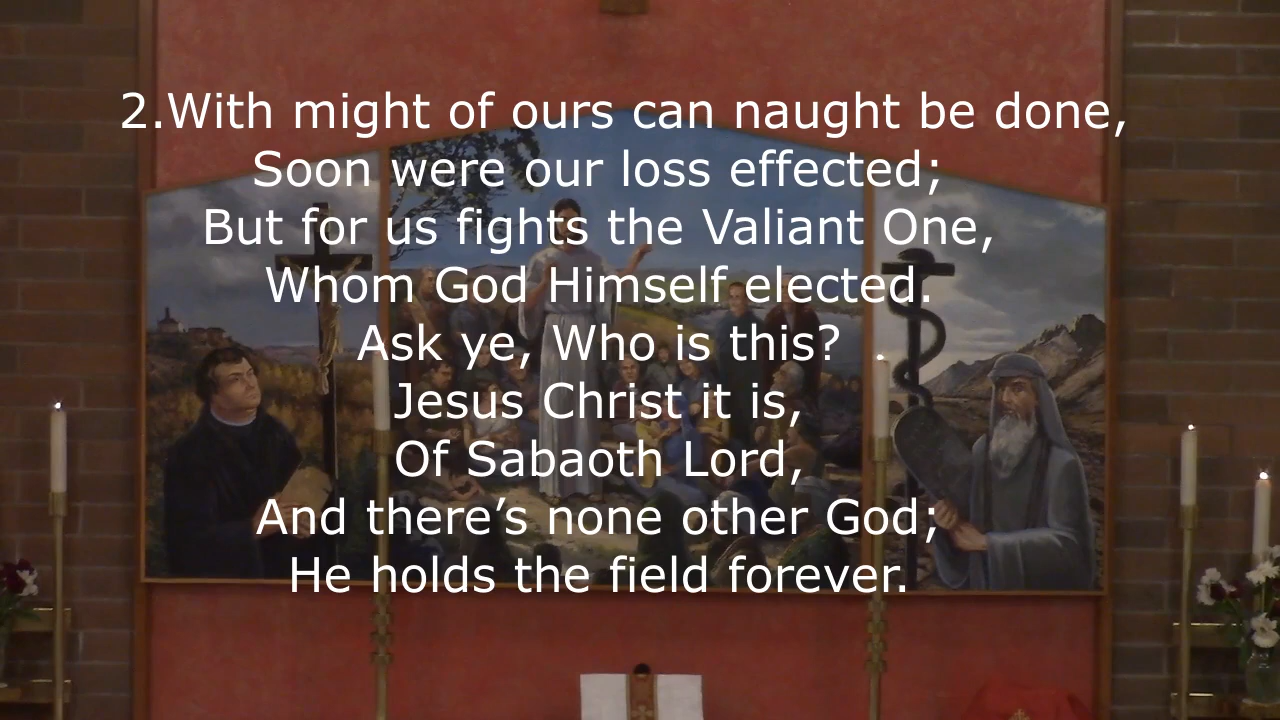 2.With might of ours can naught be done,
Soon were our loss effected;
But for us fights the Valiant One,
Whom God Himself elected.
Ask ye, Who is this?  .
Jesus Christ it is,
Of Sabaoth Lord,
And there’s none other God;
He holds the field forever.